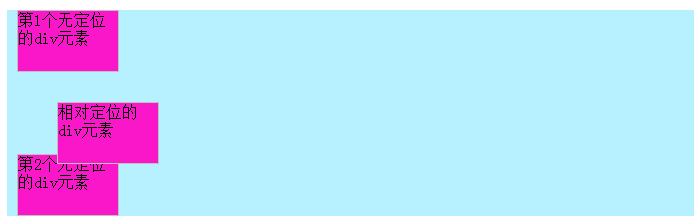 第1个无定位
的div元素
相对定位的
div元素
第2个无定位
的div元素